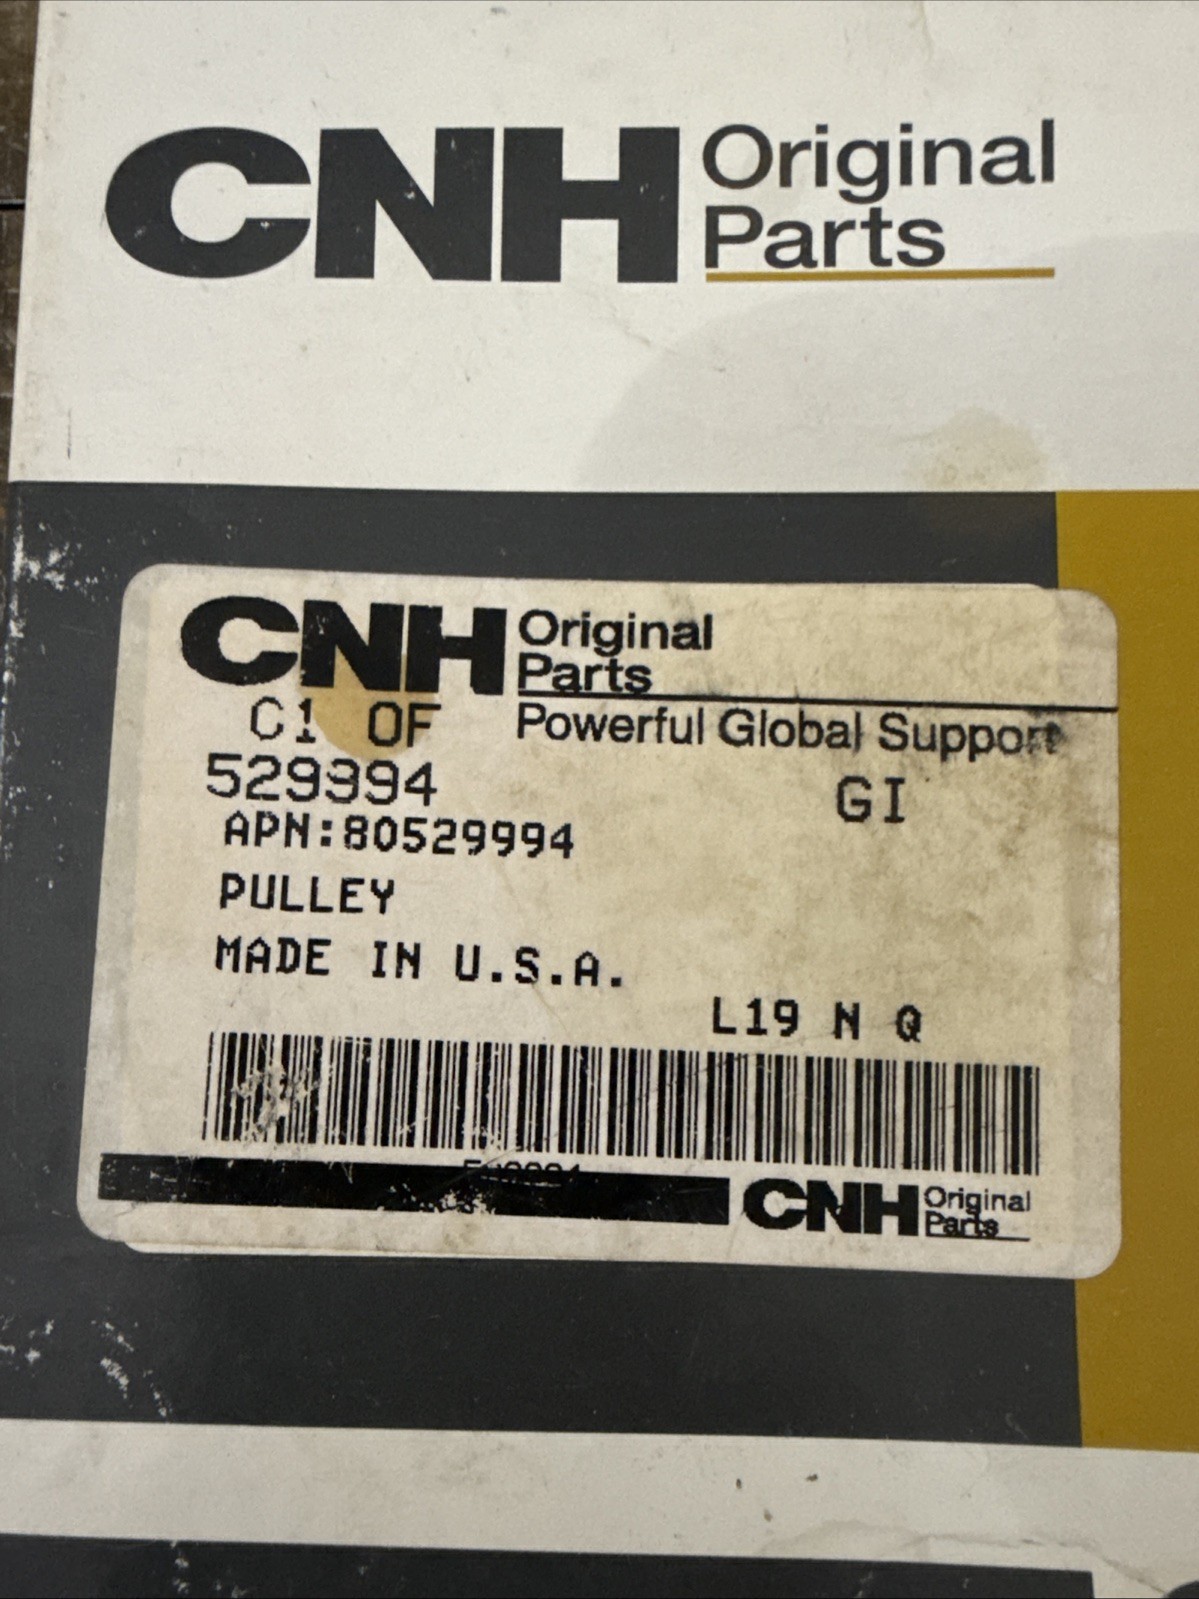 CNH Original
Parts
CNH Original
Parts
C1 OF Powerful Global Support
529994 GI
APN:80529994
PULLEY
MADE IN U.S.A.
L19 N Q
CNH Original
Parts